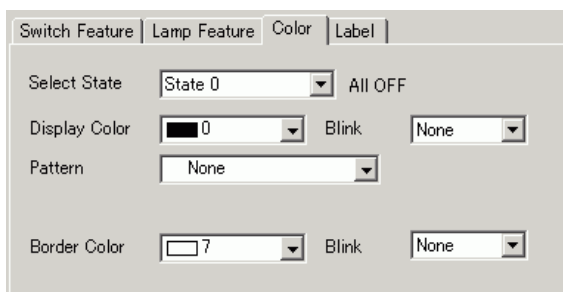 Switch Feature Lamp Feature Color Label
Select State State 0 All OFF
Display Color 0 Blink None
Pattern None
Border Color 7 Blink None